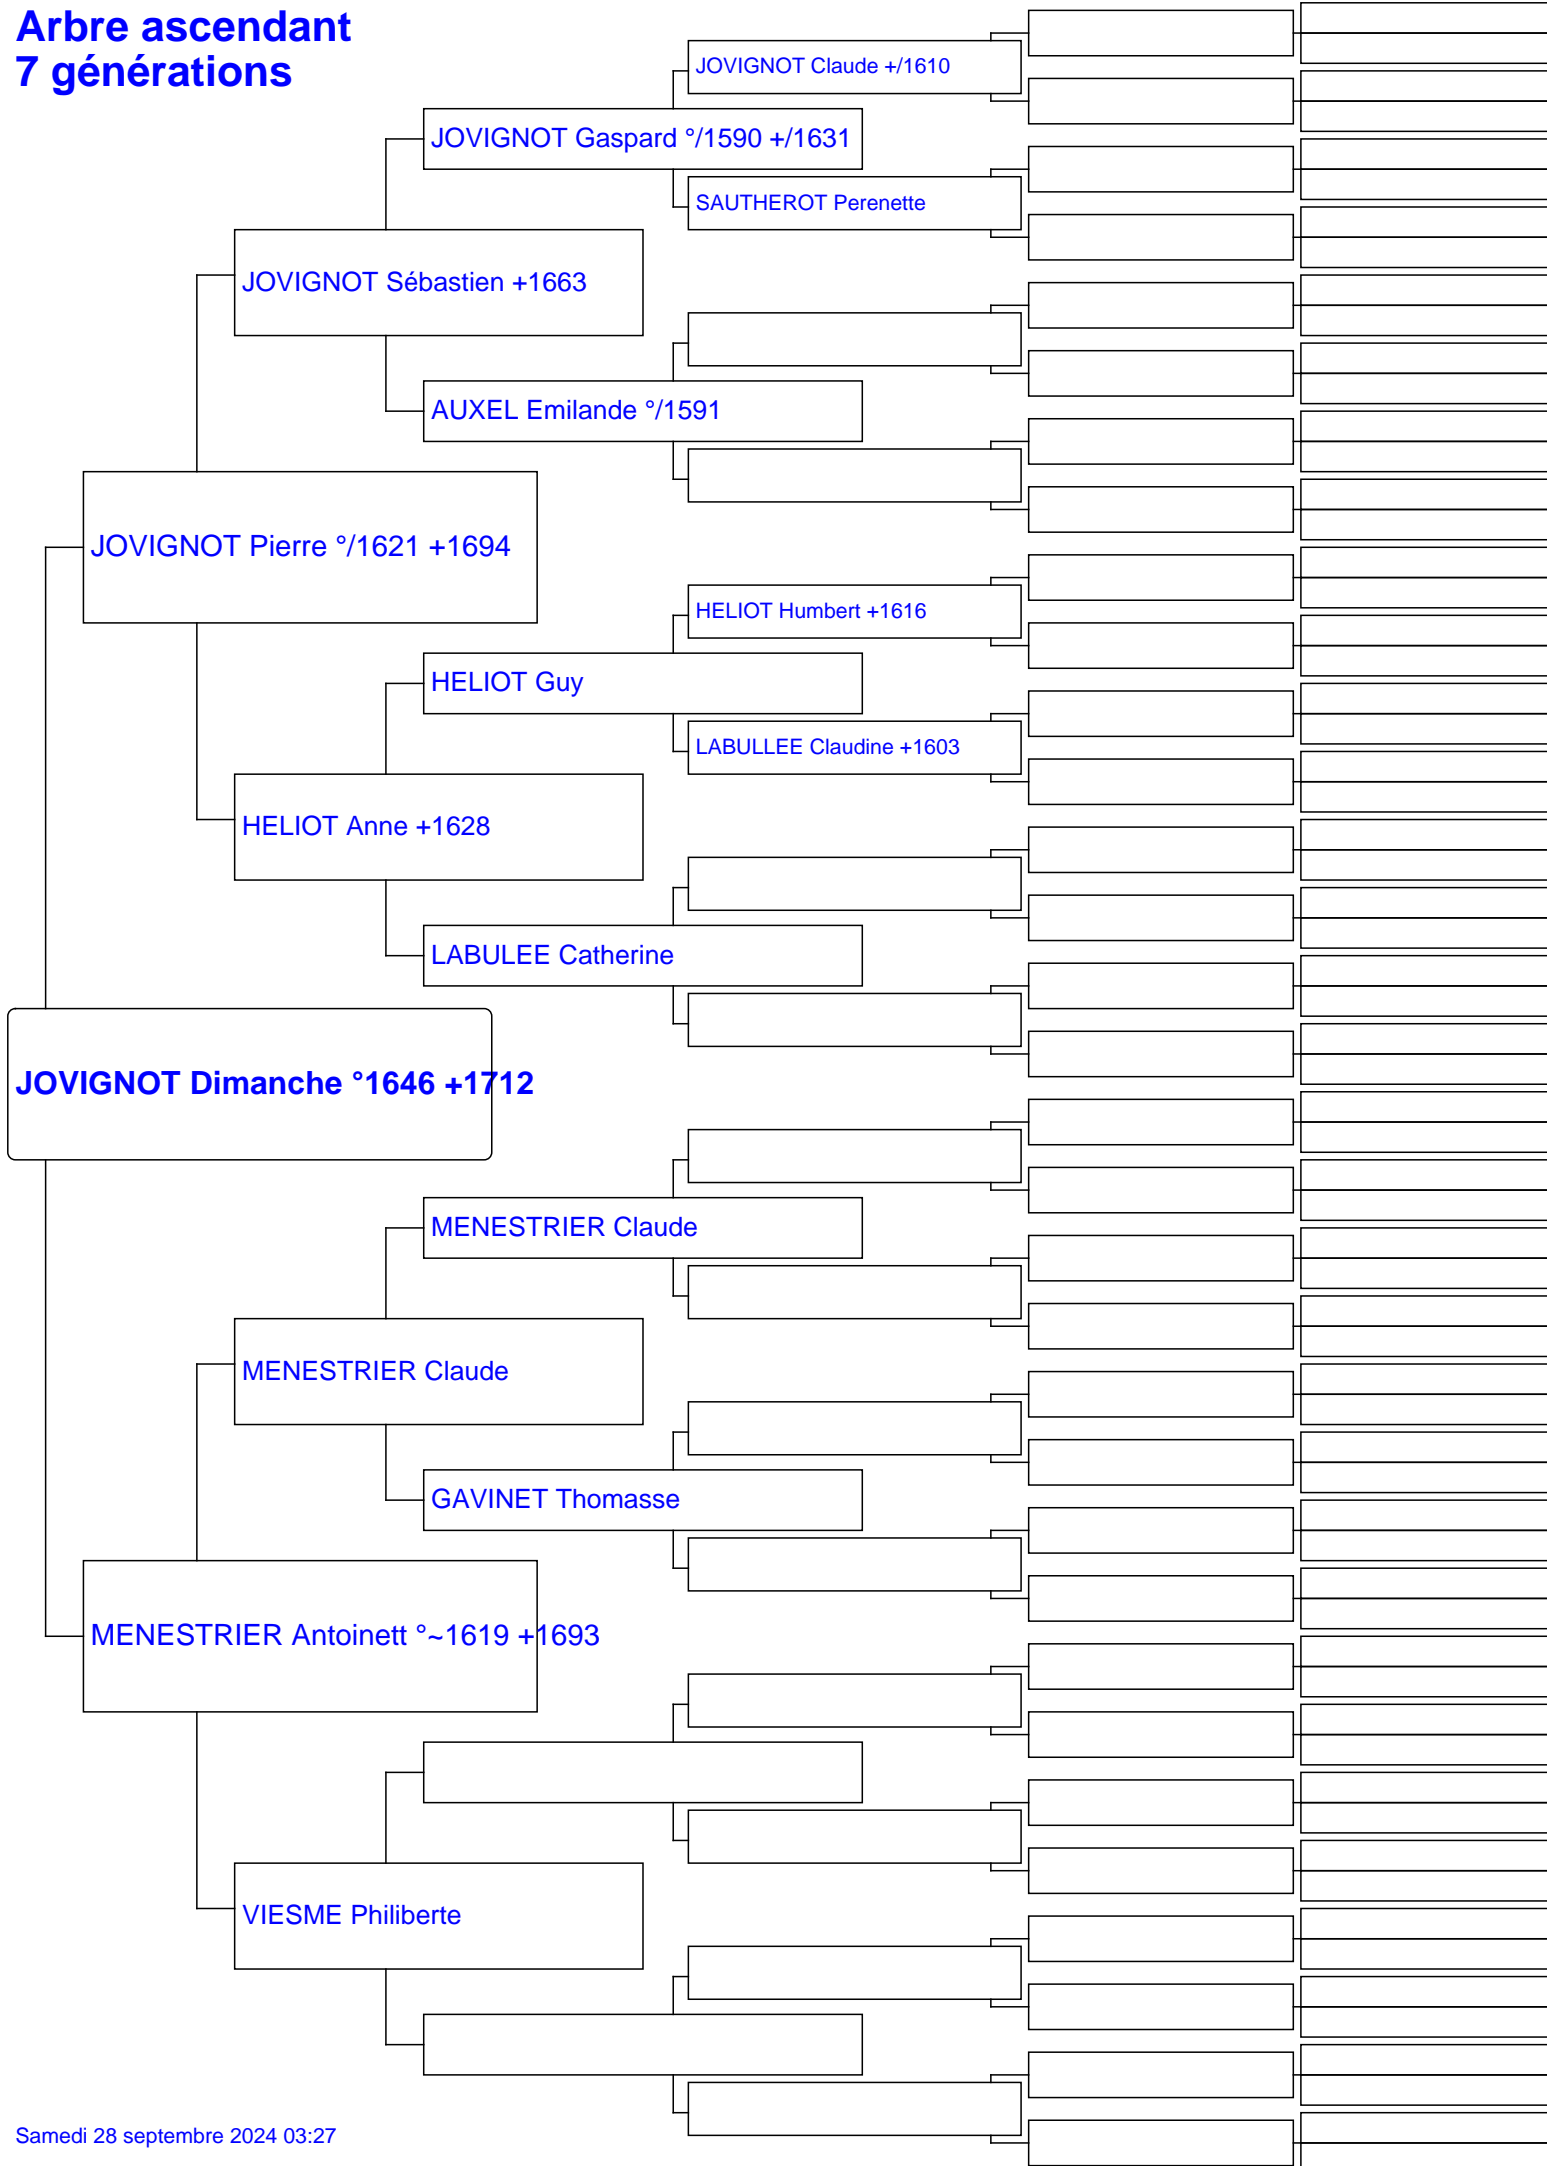 Arbre ascendant
7 générations
JOVIGNOT Claude +/1610
JOVIGNOT Gaspard °/1590 +/1631
SAUTHEROT Perenette
JOVIGNOT Sébastien +1663
AUXEL Emilande °/1591
JOVIGNOT Pierre °/1621 +1694
HELIOT Humbert +1616
HELIOT Guy
LABULLEE Claudine +1603
HELIOT Anne +1628
LABULEE Catherine
JOVIGNOT Dimanche °1646 +1712
MENESTRIER Claude
MENESTRIER Claude
GAVINET Thomasse
MENESTRIER Antoinett °~1619 +1693
VIESME Philiberte
Samedi 28 septembre 2024 03:27